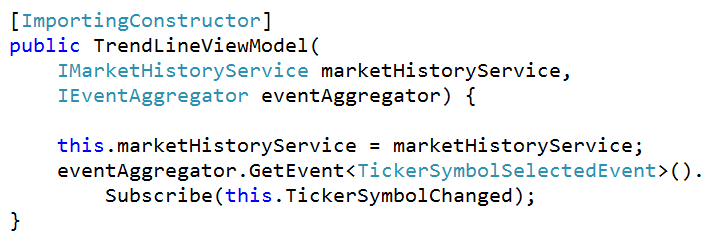 [ImportingConstructor]
public TrendLineViewModel(
    IMarketHistoryService marketHistoryService,
    IEventAggregator eventAggregator) {

    this.marketHistoryService = marketHistoryService;
    eventAggregator.GetEvent<TickerSymbolSelectedEvent>().
        Subscribe(this.TickerSymbolChanged);
}